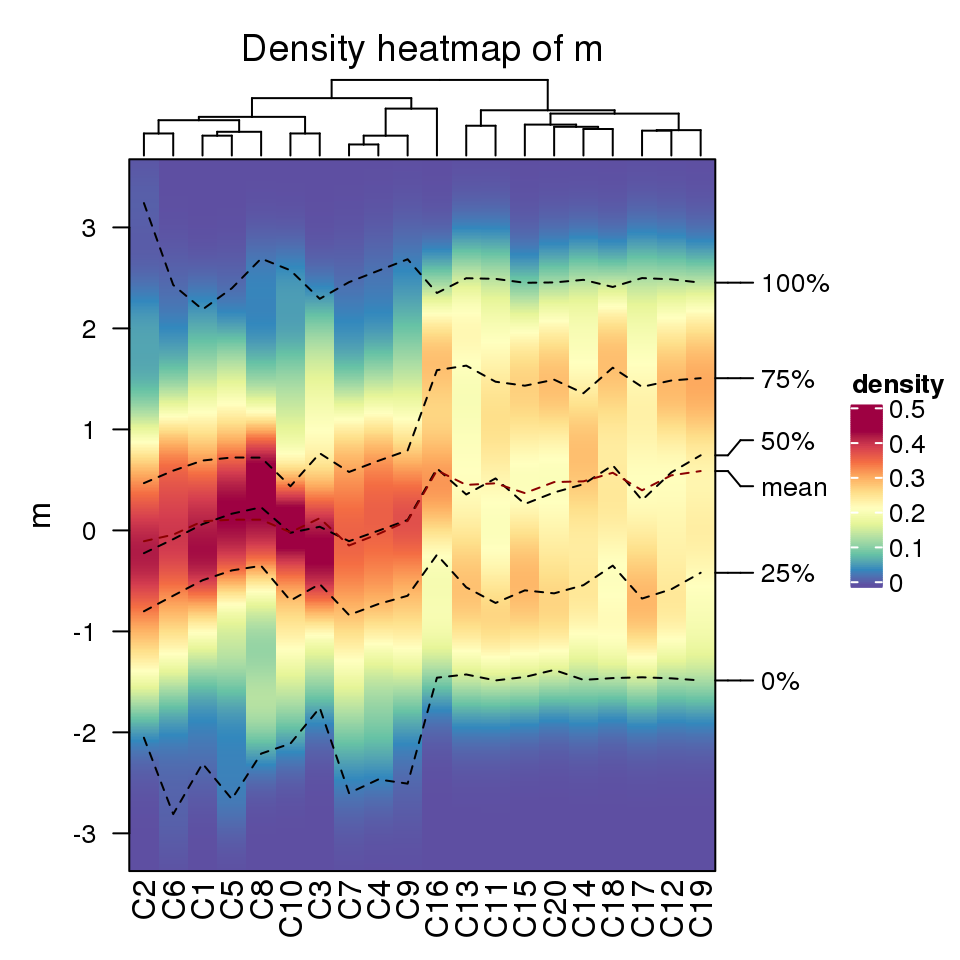 Density heatmap of m
m
3
2
1
0
-1
-2
-3
100%
75%
50%
mean
25%
0%
density
0.5
0.4
0.3
0.2
0.1
0
C2
C6
C1
C5
C8
C10
C3
C7
C4
C9
C16
C13
C11
C15
C20
C14
C18
C17
C12
C19